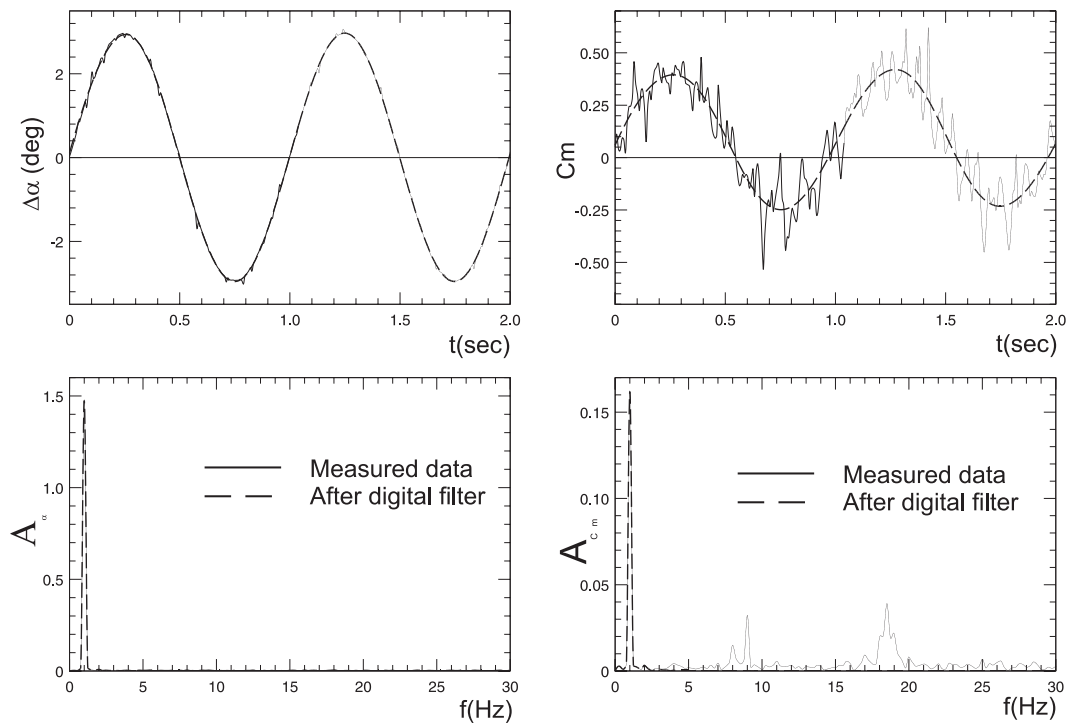 2
0
-2
Δα (deg)
0 0.5 1.0 1.5 2.0
t(sec)
0.50
0.25
0
-0.25
-0.50
Cm
0 0.5 1.0 1.5 2.0
t(sec)
1.5
1.0
0.5
0
A α
Measured data
After digital filter
0 5 10 15 20 25 30
f(Hz)
0.15
0.10
0.05
0
A c m
Measured data
After digital filter
0 5 10 15 20 25 30
f(Hz)